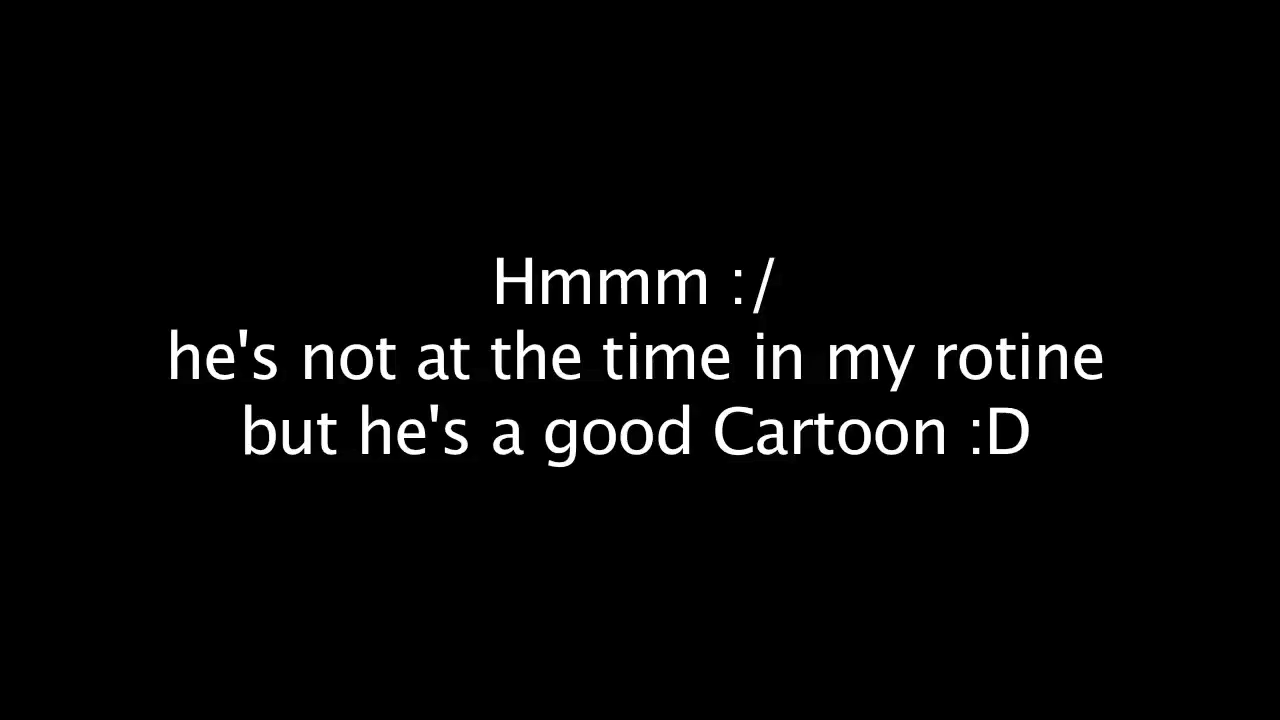 Hmmm :/
he's not at the time in my rotine
but he's a good Cartoon :D